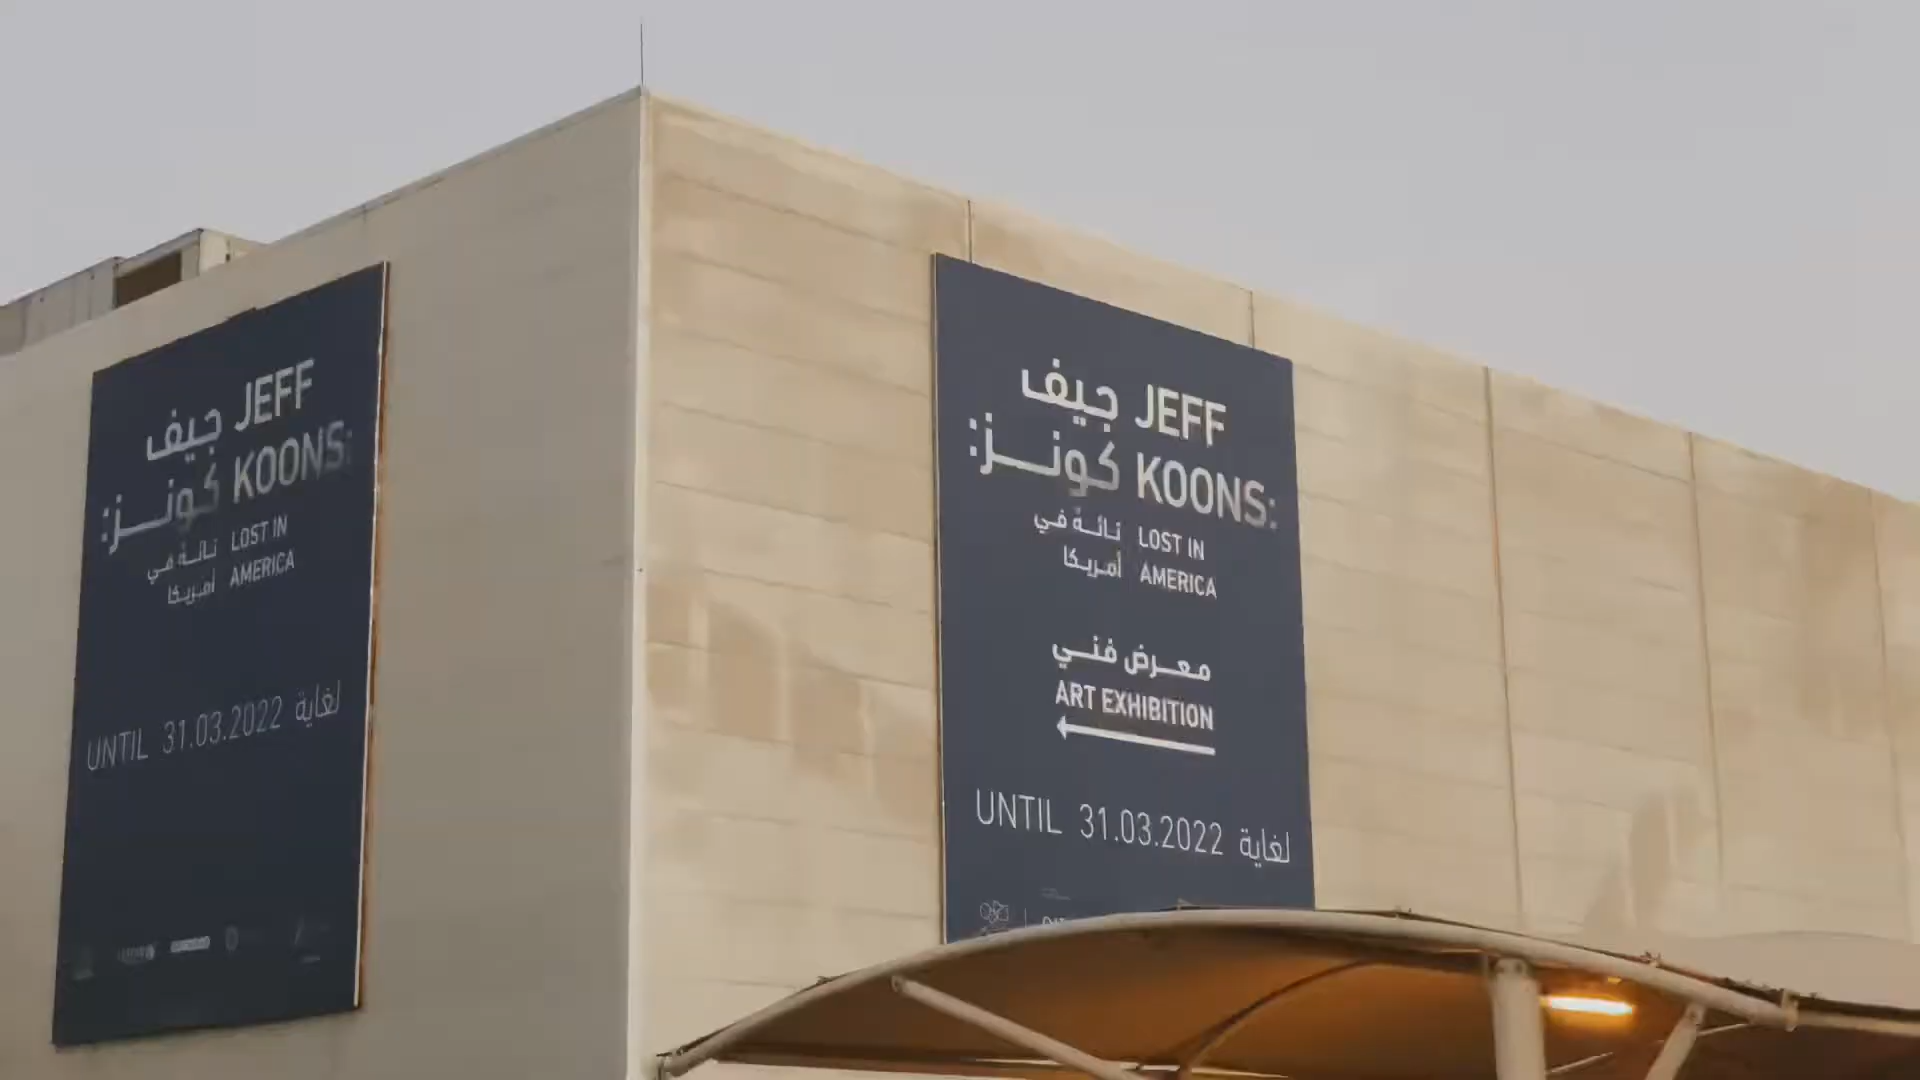 جيف JEFF
كونز: KOONS:
تائهة في LOST IN
أمريكا AMERICA
UNTIL 31.03.2022 لغاية
جيف JEFF
كونز: KOONS:
تائهة في LOST IN
أمريكا AMERICA
معرض فني
ART EXHIBITION
UNTIL 31.03.2022 لغاية